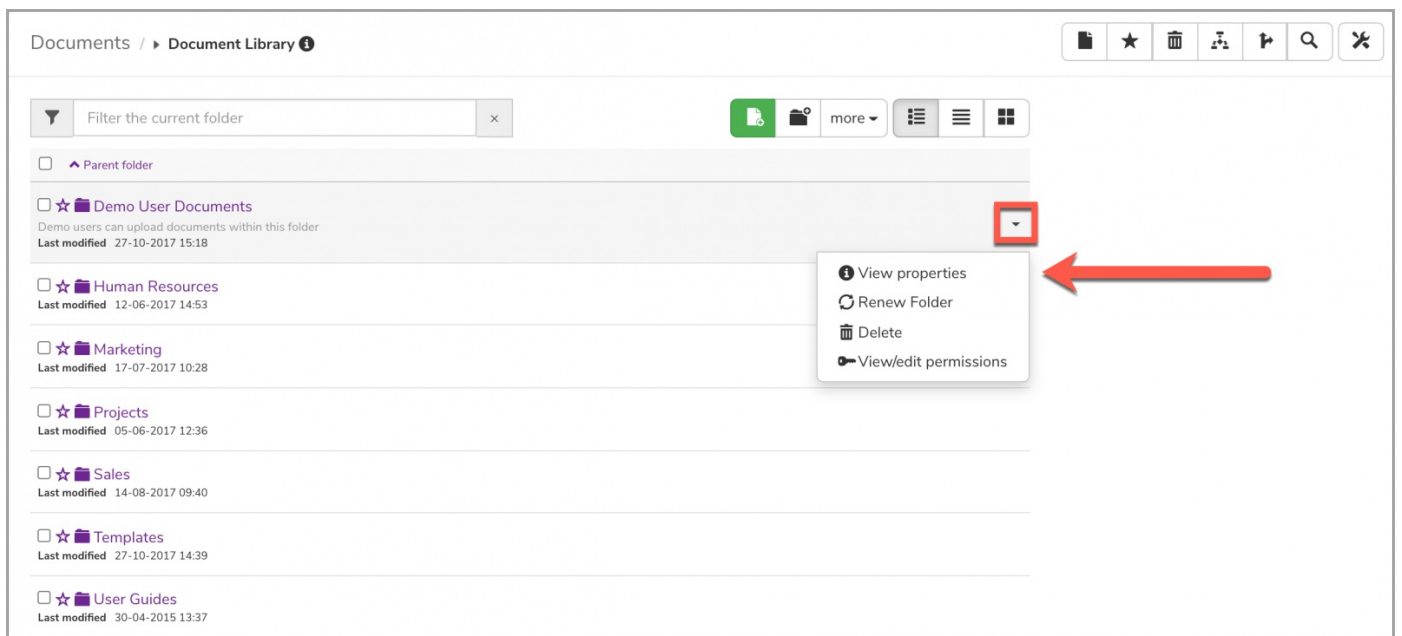 Documents / Document Library
Filter the current folder ×
more
Parent folder
Demo User Documents
Demo users can upload documents within this folder
Last modified 27-10-2017 15:18
View properties
Renew Folder
Delete
View/edit permissions
Human Resources
Last modified 12-06-2017 14:53
Marketing
Last modified 17-07-2017 10:28
Projects
Last modified 05-06-2017 12:36
Sales
Last modified 14-08-2017 09:40
Templates
Last modified 27-10-2017 14:39
User Guides
Last modified 30-04-2015 13:37